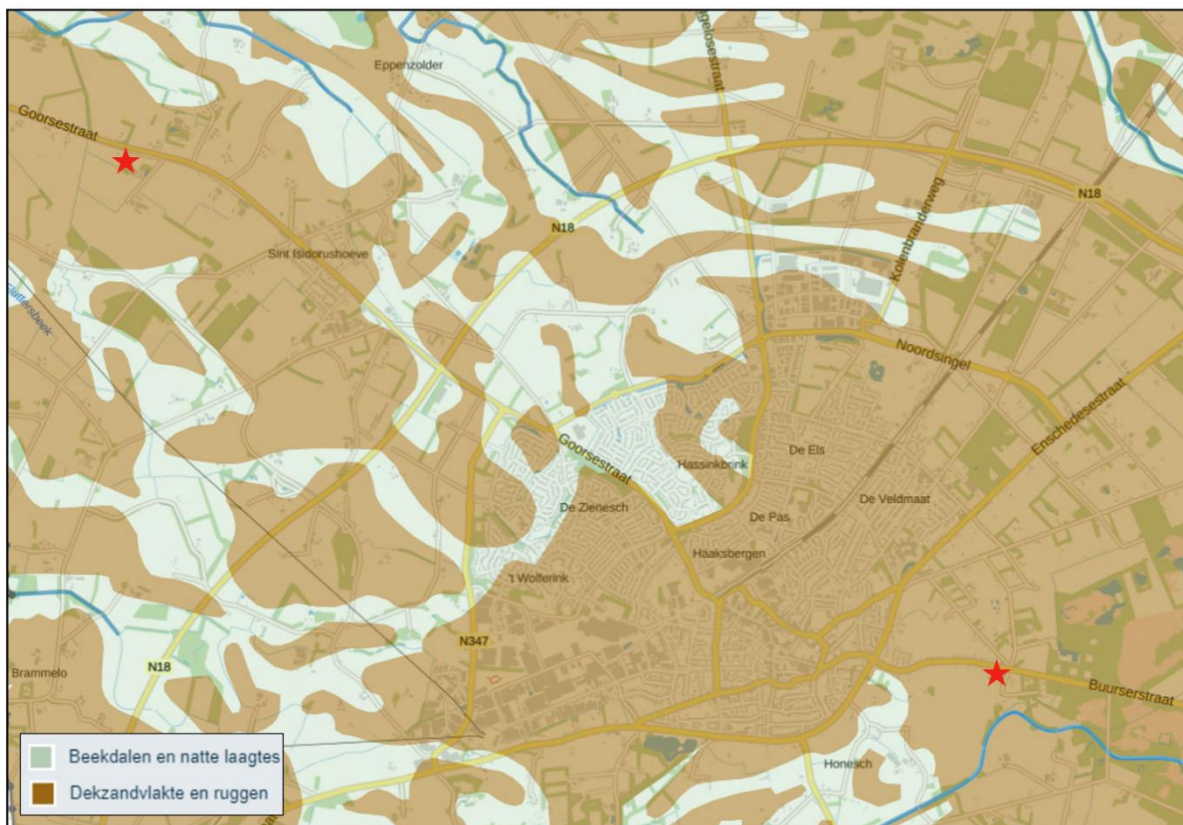 Eppenzolder
gelosestraat
Goorsestraat
N18
Kolenbranderweg
N18
Sint Isidorushoeve
Noordsingel
Enschedesestraat
Goorsestraat
Hassinkbrink
De Els
De Zienesch
De Veldmaat
De Pas
Haaksbergen
't Wolferink
N347
N18
Brammelo
Buurserstraat
Honesch
Beekdalen en natte laagtes
Dekzandvlakte en ruggen